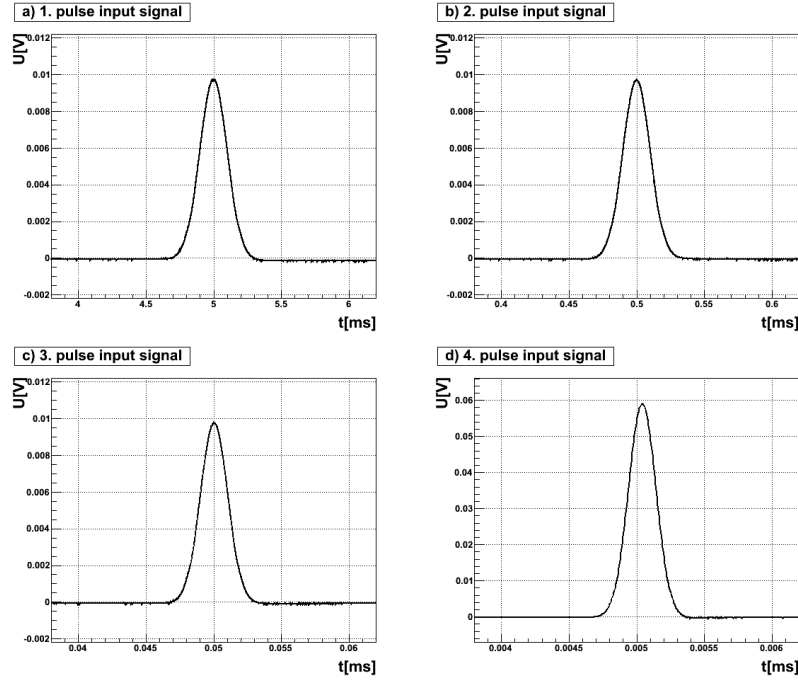 a) 1. pulse input signal
U[V]
0.012
0.01
0.008
0.006
0.004
0.002
0
-0.002
4 4.5 5 5.5 6
t[ms]
b) 2. pulse input signal
U[V]
0.012
0.01
0.008
0.006
0.004
0.002
0
-0.002
0.4 0.45 0.5 0.55 0.6
t[ms]
c) 3. pulse input signal
U[V]
0.012
0.01
0.008
0.006
0.004
0.002
0
-0.002
0.04 0.045 0.05 0.055 0.06
t[ms]
d) 4. pulse input signal
U[V]
0.06
0.05
0.04
0.03
0.02
0.01
0
0.004 0.0045 0.005 0.0055 0.006
t[ms]